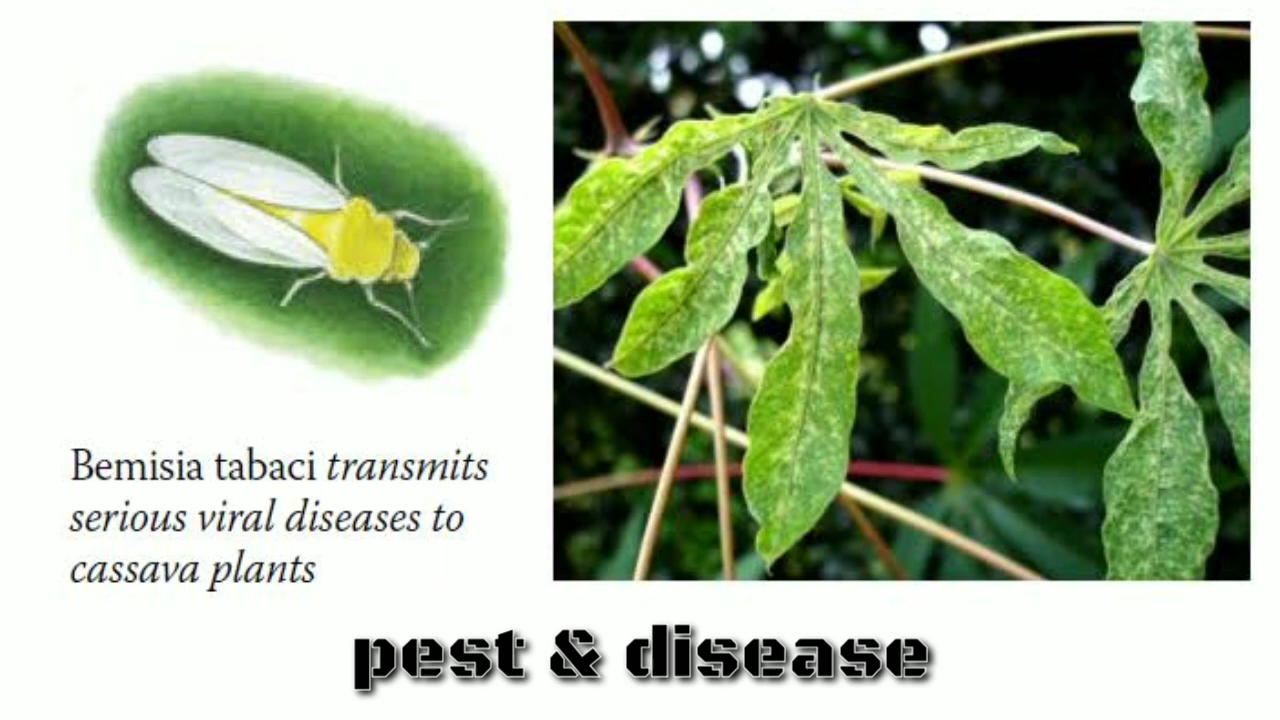 Bemisia tabaci transmits
serious viral diseases to
cassava plants
pest & disease